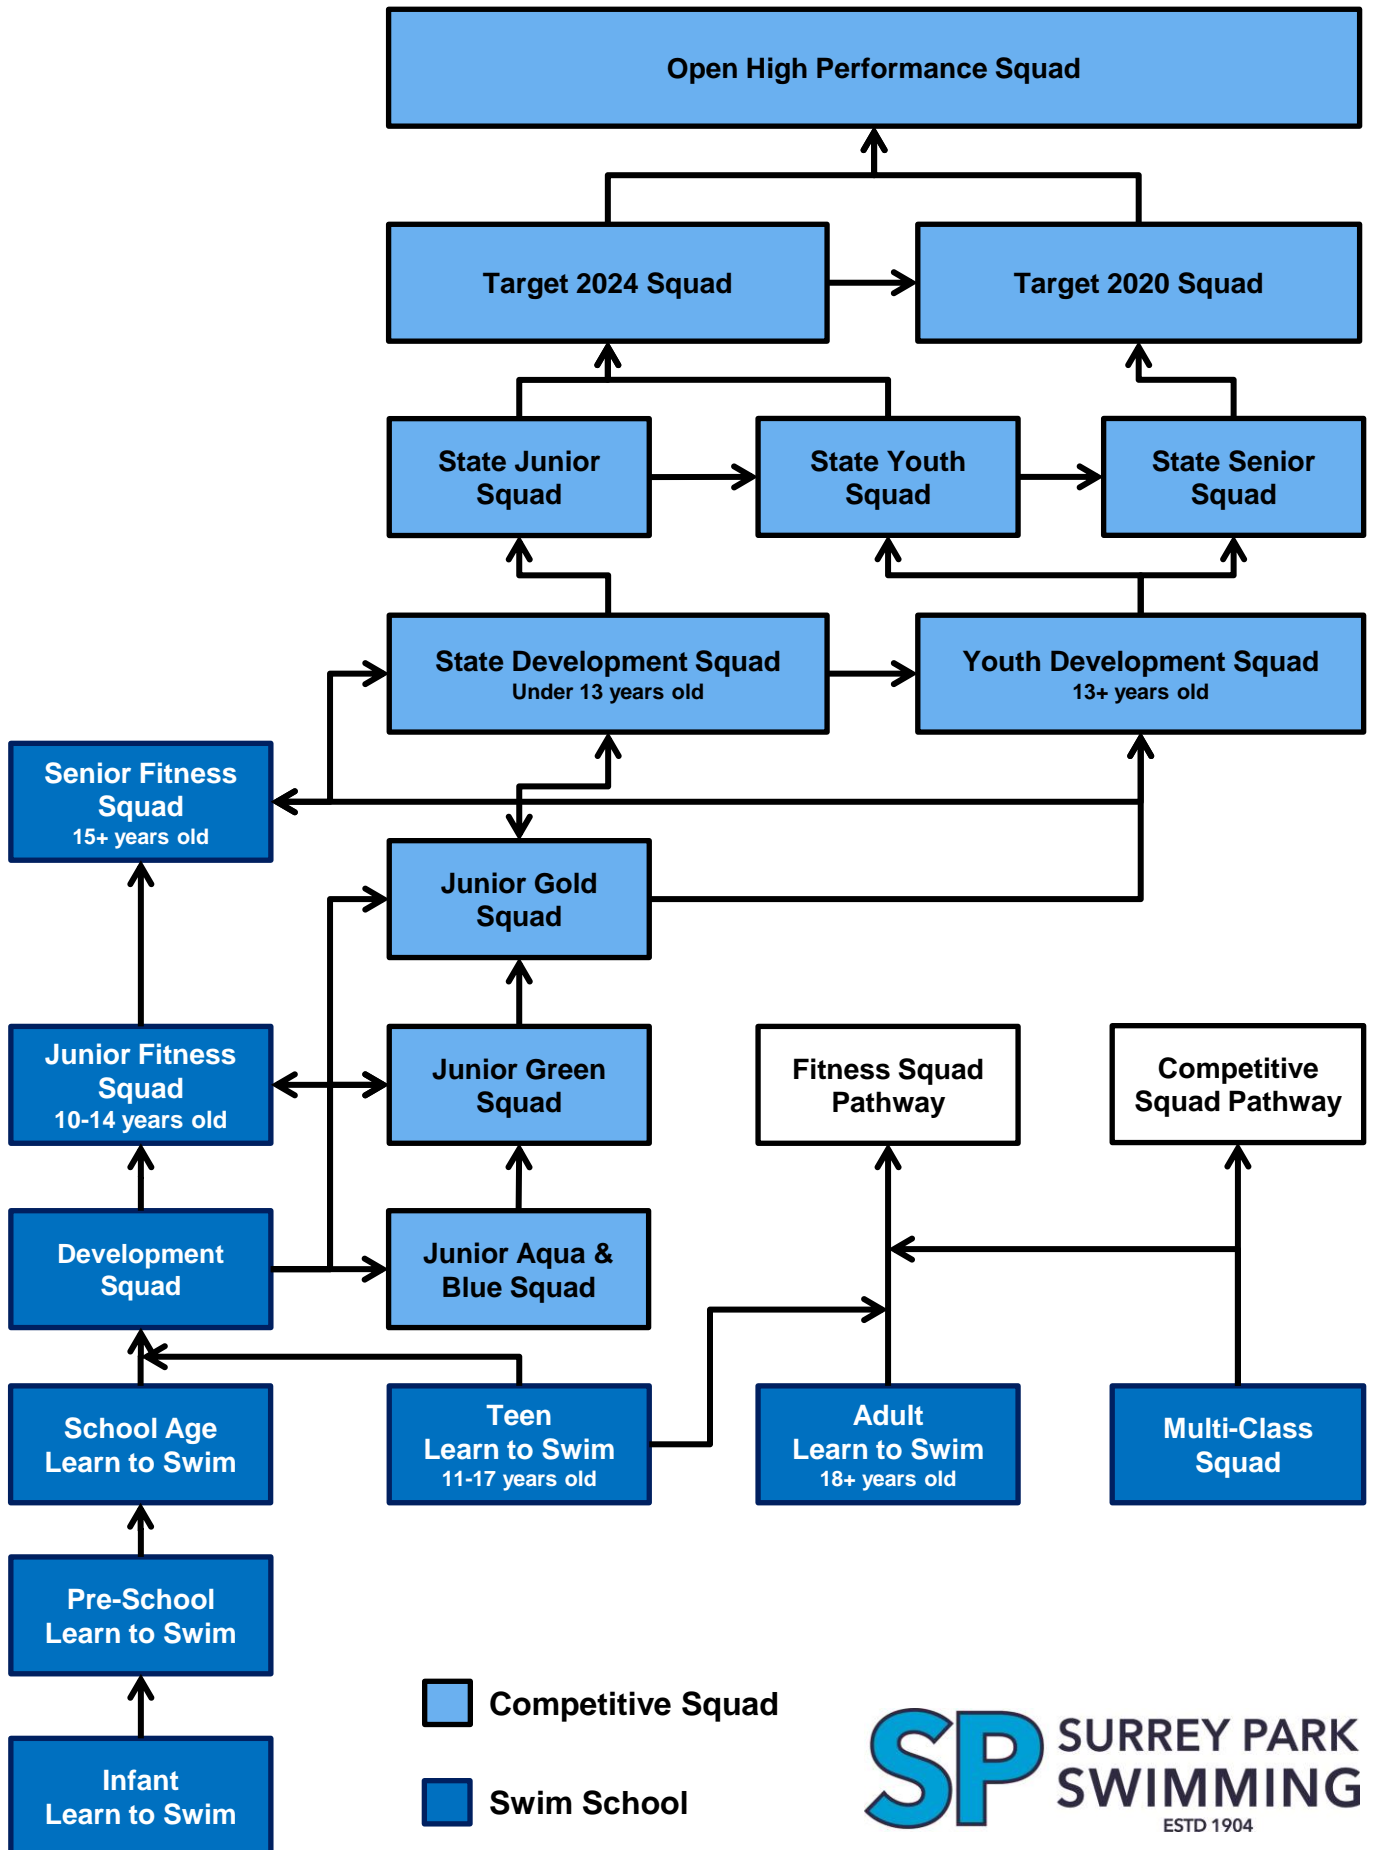 Open High Performance Squad
Target 2024 Squad
Target 2020 Squad
State Junior
Squad
State Youth
Squad
State Senior
Squad
State Development Squad
Under 13 years old
Youth Development Squad
13+ years old
Senior Fitness
Squad
15+ years old
Junior Gold
Squad
Junior Fitness
Squad
10-14 years old
Junior Green
Squad
Fitness Squad
Pathway
Competitive
Squad Pathway
Development
Squad
Junior Aqua &
Blue Squad
School Age
Learn to Swim
Teen
Learn to Swim
11-17 years old
Adult
Learn to Swim
18+ years old
Multi-Class
Squad
Pre-School
Learn to Swim
Infant
Learn to Swim
Competitive Squad
Swim School
SP
SURREY PARK
SWIMMING
ESTD 1904